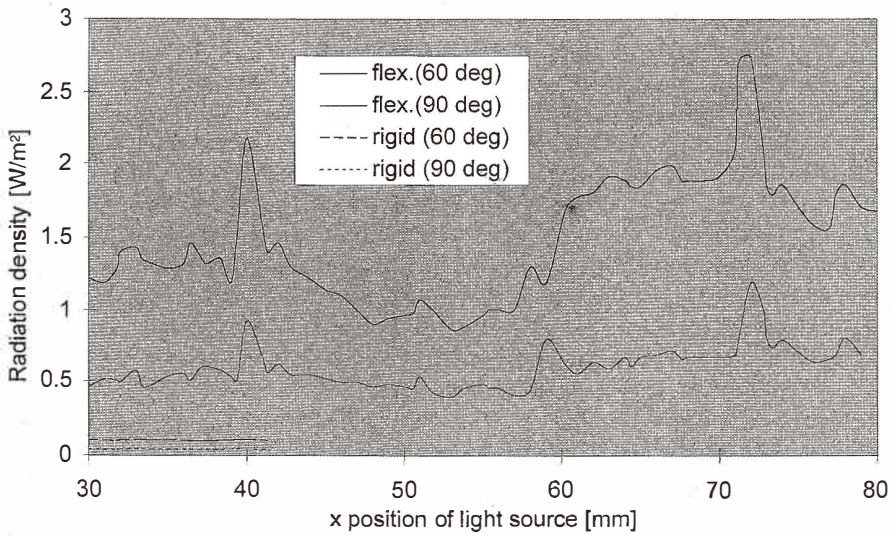 3
2.5
2
1.5
1
0.5
0
Radiation density [W/m²]
flex.(60 deg)
flex.(90 deg)
rigid (60 deg)
rigid (90 deg)
30 40 50 60 70 80
x position of light source [mm]